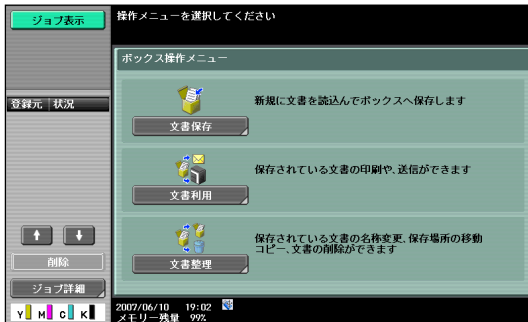 ジョブ表示
操作メニューを選択してください
ボックス操作メニュー
登録元 状況
新規に文書を読込んでボックスへ保存します
文書保存
保存されている文書の印刷や、送信ができます
文書利用
保存されている文書の名称変更、保存場所の移動
コピー、文書の削除ができます
文書整理
削除
ジョブ詳細
Y M C K
2007/06/10 19:02
メモリー残量 99%